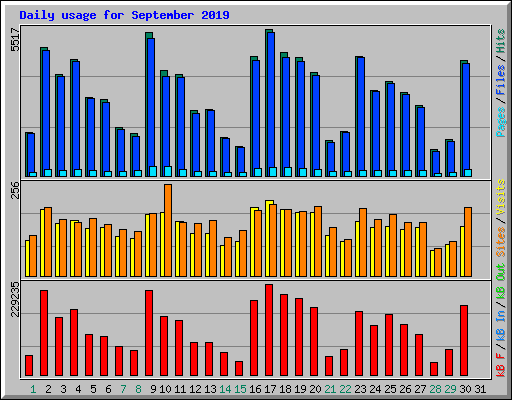 Daily usage for September 2019
5517
Pages / Files / Hits
256
Sites / Visits
229235
kB F / kB In / kB Out
1 2 3 4 5 6 7 8 9 10 11 12 13 14 15 16 17 18 19 20 21 22 23 24 25 26 27 28 29 30 31